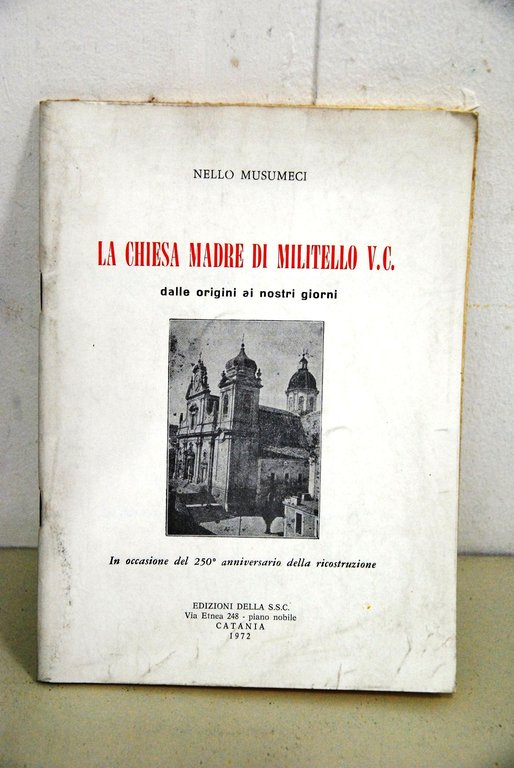 NELLO MUSUMECI
LA CHIESA MADRE DI MILITELLO V.C.
dalle origini ai nostri giorni
In occasione del 250° anniversario della ricostruzione
EDIZIONI DELLA S.S.C.
Via Etnea 248 - piano nobile
CATANIA
1972